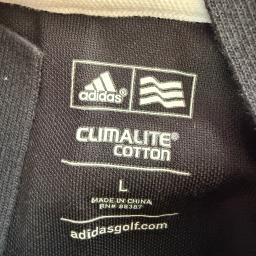 adidas®
CLIMALITE®
COTTON
L
MADE IN CHINA
RN# 88387
adidasgolf.com